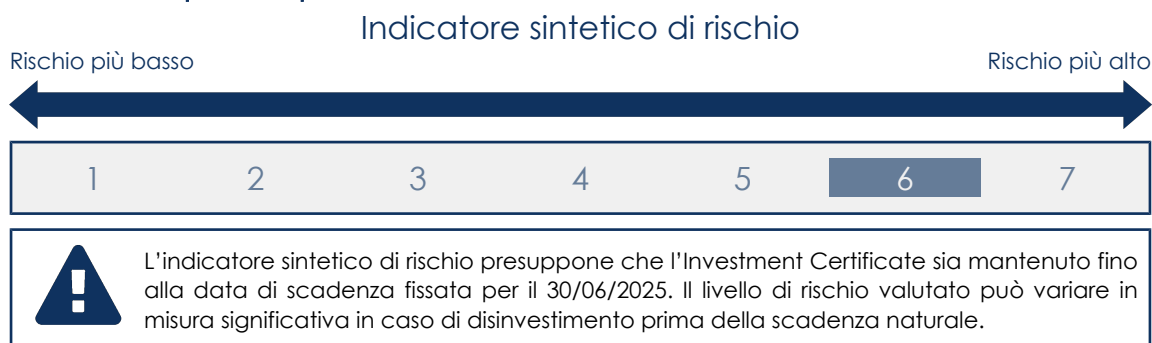 Indicatore sintetico di rischio
Rischio più basso Rischio più alto
1 2 3 4 5 6 7
L'indicatore sintetico di rischio presuppone che l'Investment Certificate sia mantenuto fino
alla data di scadenza fissata per il 30/06/2025. Il livello di rischio valutato può variare in
misura significativa in caso di disinvestimento prima della scadenza naturale.